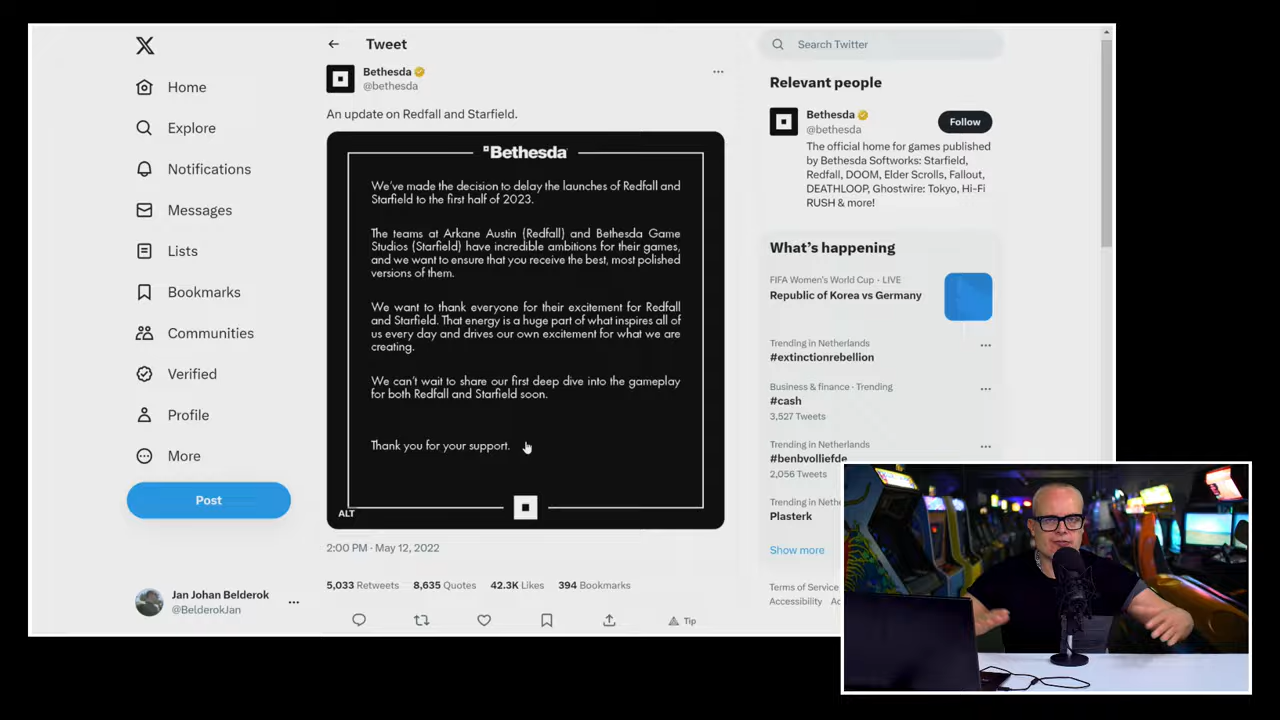 Home
Explore
Notifications
Messages
Lists
Bookmarks
Communities
Verified
Profile
More
Post
Jan Johan Belderok
@BelderokJan
Tweet
Bethesda
@bethesda
An update on Redfall and Starfield.
Bethesda
We've made the decision to delay the launches of Redfall and
Starfield to the first half of 2023.
The teams at Arkane Austin (Redfall) and Bethesda Game
Studios (Starfield) have incredible ambitions for their games,
and we want to ensure that you receive the best, most polished
versions of them.
We want to thank everyone for their excitement for Redfall
and Starfield. That energy is a huge part of what inspires all of
us every day and drives our own excitement for what we are
creating.
We can't wait to share our first deep dive into the gameplay
for both Redfall and Starfield soon.
Thank you for your support.
ALT
2:00 PM · May 12, 2022
5,033 Retweets 8,635 Quotes 42.3K Likes 394 Bookmarks
Tip
Search Twitter
Relevant people
Bethesda
@bethesda
Follow
The official home for games published
by Bethesda Softworks: Starfield,
Redfall, DOOM, Elder Scrolls, Fallout,
DEATHLOOP, Ghostwire: Tokyo, Hi-Fi
RUSH & more!
What's happening
FIFA Women's World Cup · LIVE
Republic of Korea vs Germany
Trending in Netherlands
#extinctionrebellion
Business & finance · Trending
#cash
3,527 Tweets
Trending in Netherlands
#benbvolliefde
2,056 Tweets
Trending in Nethe
Plasterk
Show more
Terms of Service
Accessibility